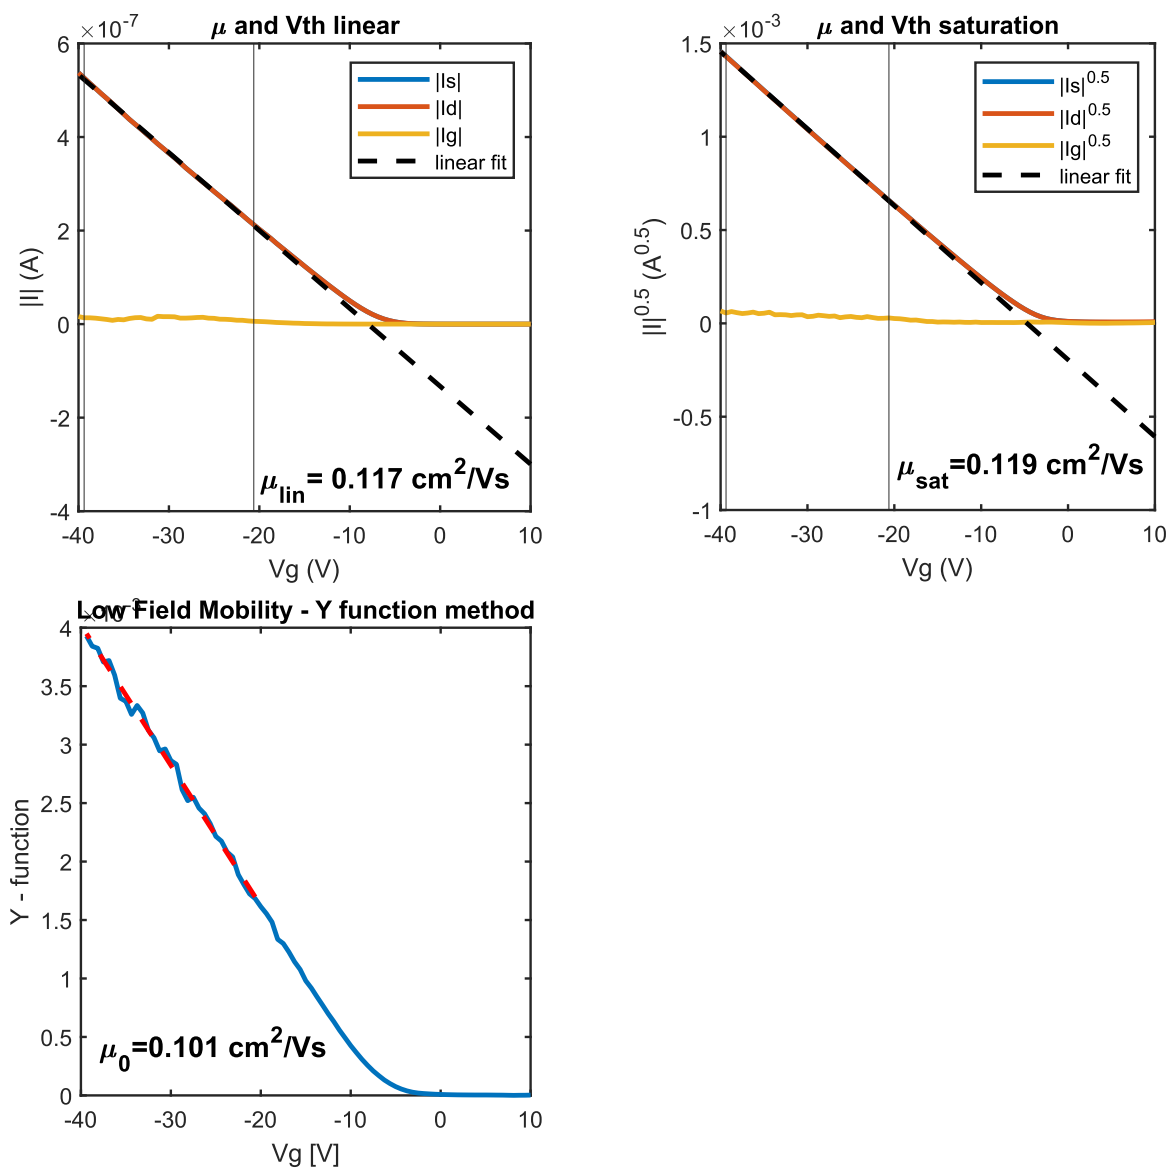 μ and Vth linear
×10-7
6
4
2
0
-2
-4
|I| (A)
|Is|
|Id|
|Ig|
linear fit
μlin= 0.117 cm2/Vs
-40 -30 -20 -10 0 10
Vg (V)
μ and Vth saturation
×10-3
1.5
1
0.5
0
-0.5
-1
|I|0.5 (A0.5)
|Is|0.5
|Id|0.5
|Ig|0.5
linear fit
μsat=0.119 cm2/Vs
-40 -30 -20 -10 0 10
Vg (V)
Low Field Mobility - Y function method
×10-3
4
3.5
3
2.5
2
1.5
1
0.5
0
Y - function
μ0=0.101 cm2/Vs
-40 -30 -20 -10 0 10
Vg [V]